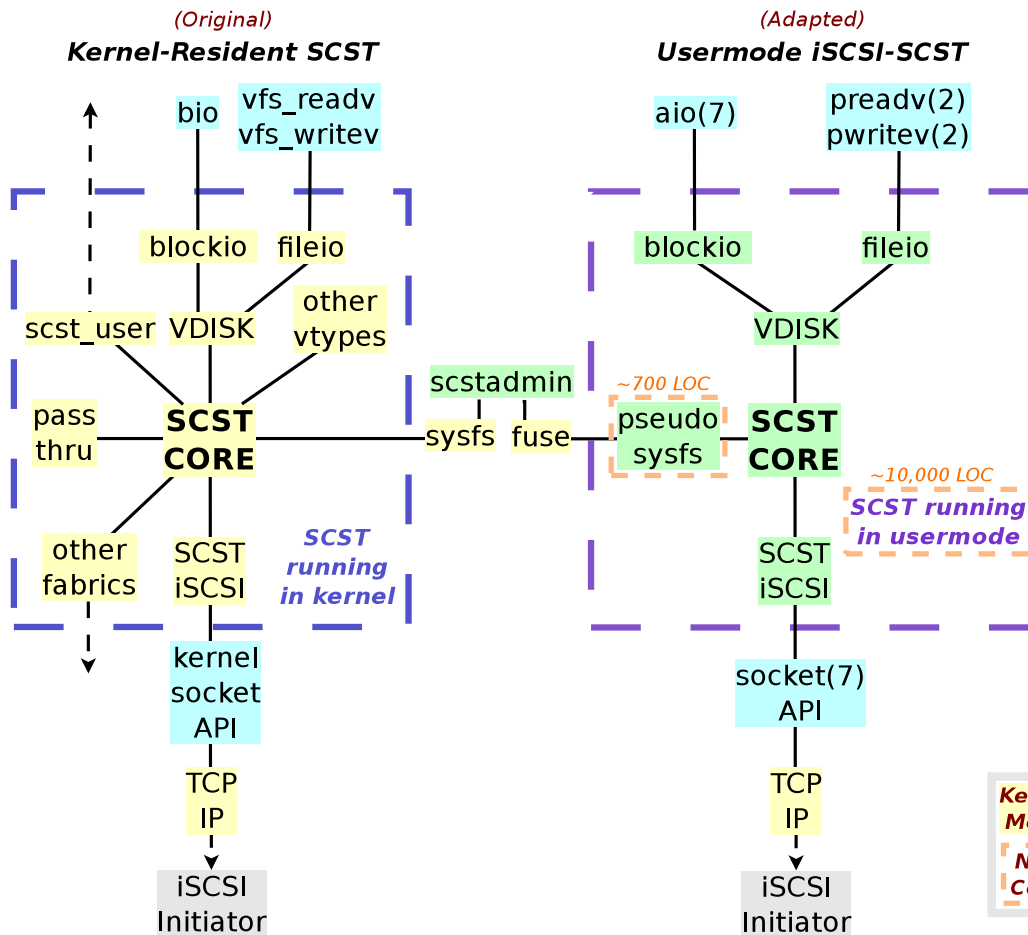 (Original)
Kernel-Resident SCST
(Adapted)
Usermode iSCSI-SCST
bio
vfs_readv
vfs_writev
aio(7)
preadv(2)
pwritev(2)
blockio
fileio
blockio
fileio
scst_user
VDISK
other
vtypes
VDISK
scstadmin
sysfs
fuse
~700 LOC
pseudo
sysfs
pass
thru
SCST
CORE
SCST
CORE
~10,000 LOC
SCST running
in usermode
other
fabrics
SCST
iSCSI
SCST
running
in kernel
SCST
iSCSI
kernel
socket
API
socket(7)
API
TCP
IP
TCP
IP
iSCSI
Initiator
iSCSI
Initiator